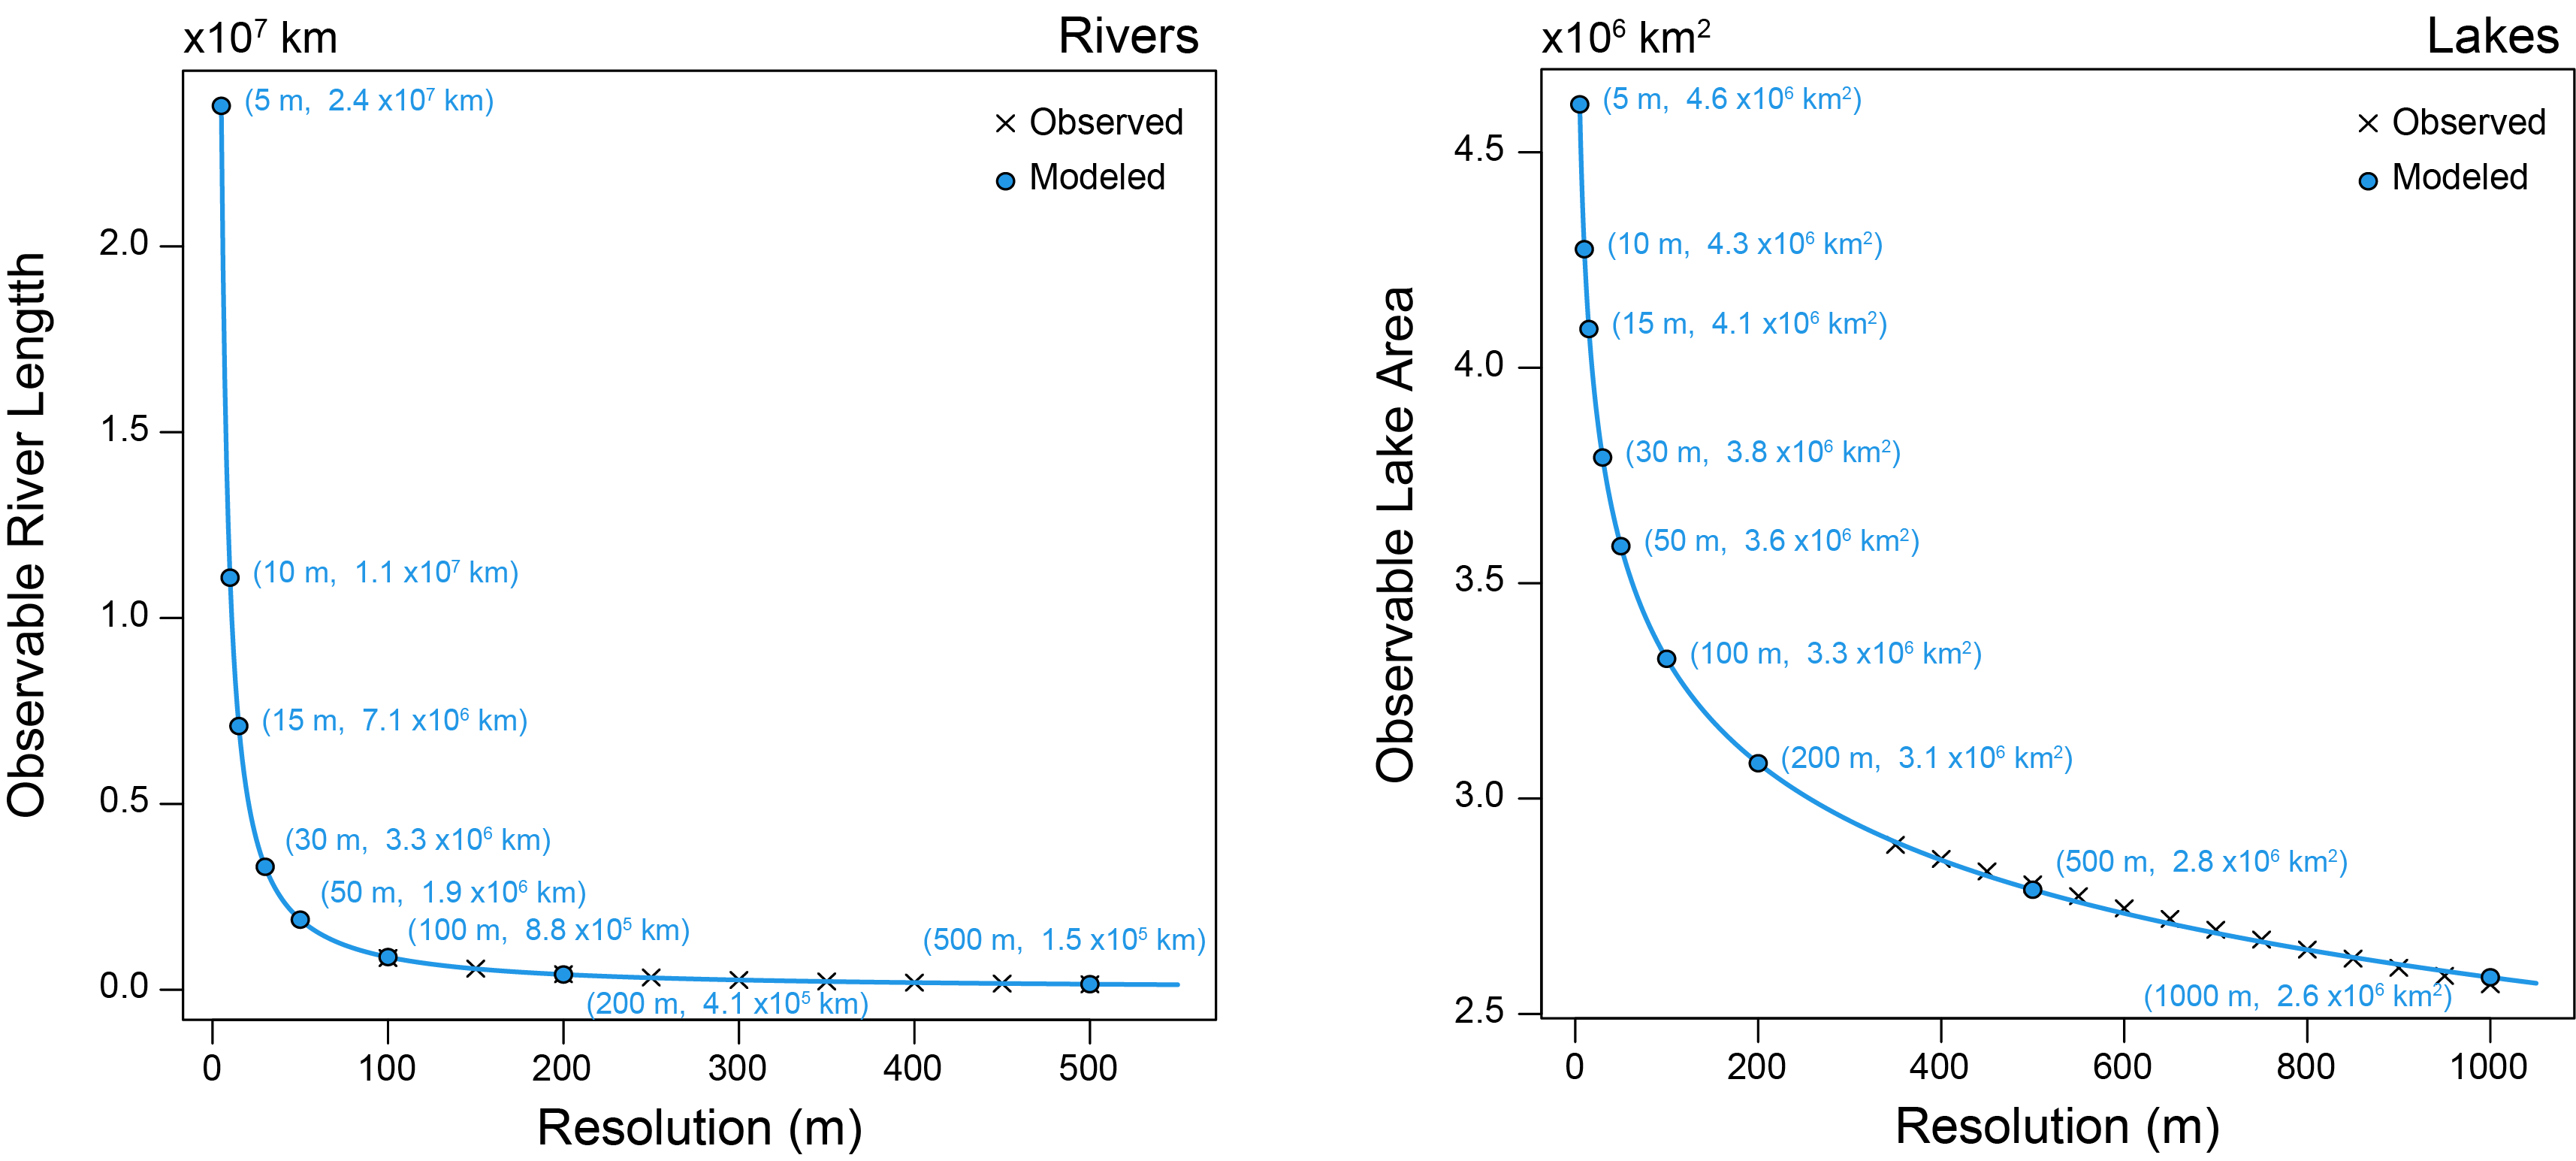 x10⁷ km
Rivers
Observable River Lengtth
2.0
1.5
1.0
0.5
0.0
(5 m, 2.4 x10⁷ km)
× Observed
Modeled
(10 m, 1.1 x10⁷ km)
(15 m, 7.1 x10⁶ km)
(30 m, 3.3 x10⁶ km)
(50 m, 1.9 x10⁶ km)
(100 m, 8.8 x10⁵ km)
(500 m, 1.5 x10⁵ km)
(200 m, 4.1 x10⁵ km)
0 100 200 300 400 500
Resolution (m)
x10⁶ km²
Lakes
Observable Lake Area
4.5
4.0
3.5
3.0
2.5
(5 m, 4.6 x10⁶ km²)
× Observed
Modeled
(10 m, 4.3 x10⁶ km²)
(15 m, 4.1 x10⁶ km²)
(30 m, 3.8 x10⁶ km²)
(50 m, 3.6 x10⁶ km²)
(100 m, 3.3 x10⁶ km²)
(200 m, 3.1 x10⁶ km²)
(500 m, 2.8 x10⁶ km²)
(1000 m, 2.6 x10⁶ km²)
0 200 400 600 800 1000
Resolution (m)